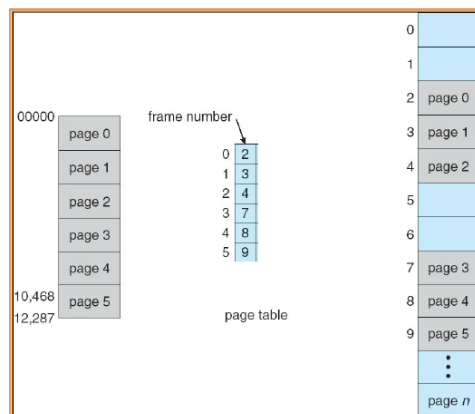 00000
page 0
page 1
page 2
page 3
page 4
page 5
10,468
12,287
frame number
0 2
1 3
2 4
3 7
4 8
5 9
page table
0
1
2 page 0
3 page 1
4 page 2
5
6
7 page 3
8 page 4
9 page 5
page n